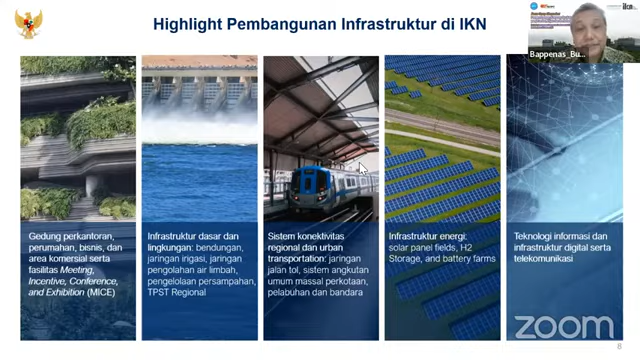 Highlight Pembangunan Infrastruktur di IKN
Bappenas_Bu...
Gedung perkantoran,
perumahan, bisnis, dan
area komersial serta
fasilitas Meeting,
Incentive, Conference,
and Exhibition (MICE)
Infrastruktur dasar dan
lingkungan: bendungan,
jaringan irigasi, jaringan
pengolahan air limbah,
pengelolaan persampahan,
TPST Regional
Sistem konektivitas
regional dan urban
transportation: jaringan
jalan tol, sistem angkutan
umum massal perkotaan,
pelabuhan dan bandara
Infrastruktur energi:
solar panel fields, H2
Storage, and battery farms
Teknologi informasi dan
infrastruktur digital serta
telekomunikasi
zoom
8